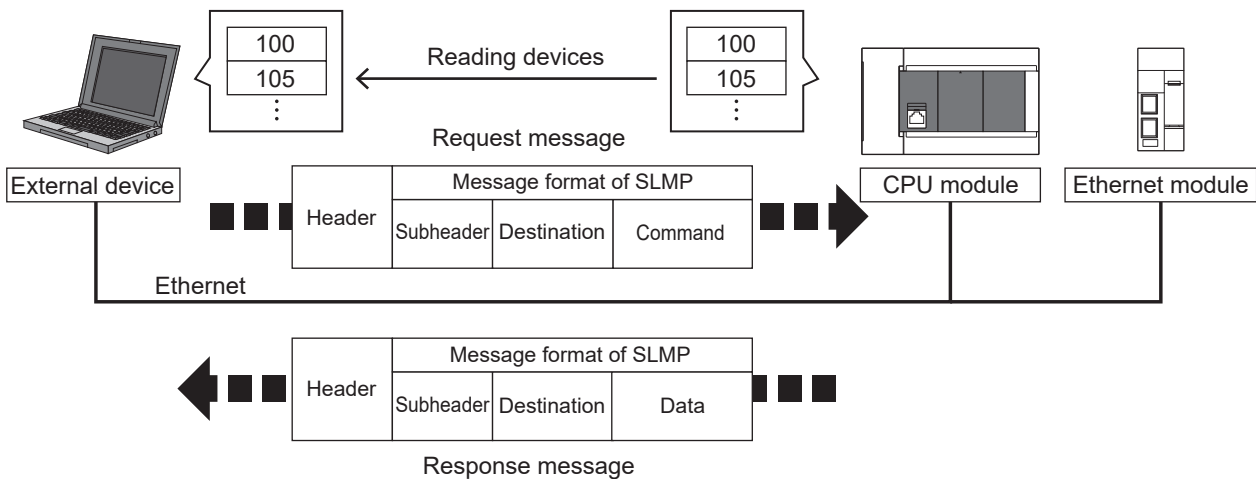 100
105
⋮
Reading devices
100
105
⋮
Request message
External device
CPU module
Ethernet module
Header
Message format of SLMP
Subheader
Destination
Command
Ethernet
Header
Message format of SLMP
Subheader
Destination
Data
Response message